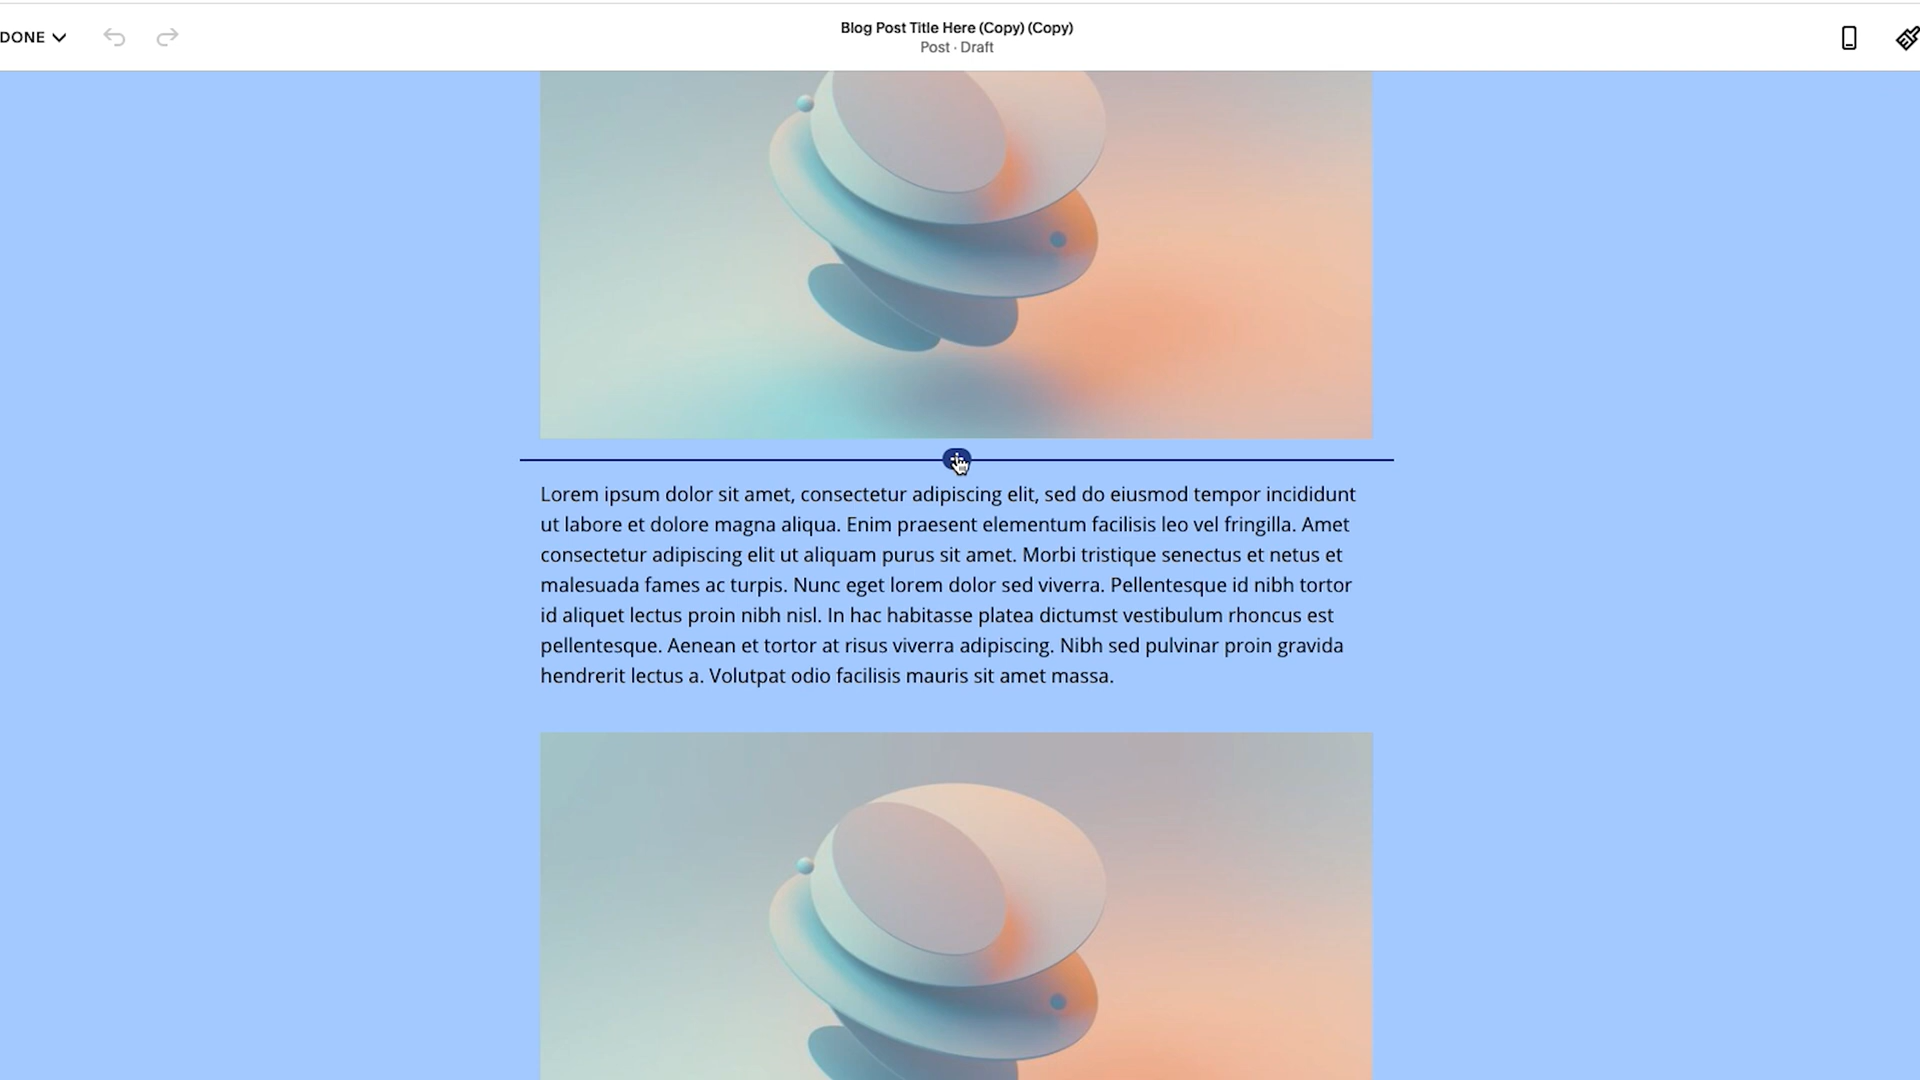 DONE
Blog Post Title Here (Copy) (Copy)
Post · Draft
Lorem ipsum dolor sit amet, consectetur adipiscing elit, sed do eiusmod tempor incididunt
ut labore et dolore magna aliqua. Enim praesent elementum facilisis leo vel fringilla. Amet
consectetur adipiscing elit ut aliquam purus sit amet. Morbi tristique senectus et netus et
malesuada fames ac turpis. Nunc eget lorem dolor sed viverra. Pellentesque id nibh tortor
id aliquet lectus proin nibh nisl. In hac habitasse platea dictumst vestibulum rhoncus est
pellentesque. Aenean et tortor at risus viverra adipiscing. Nibh sed pulvinar proin gravida
hendrerit lectus a. Volutpat odio facilisis mauris sit amet massa.